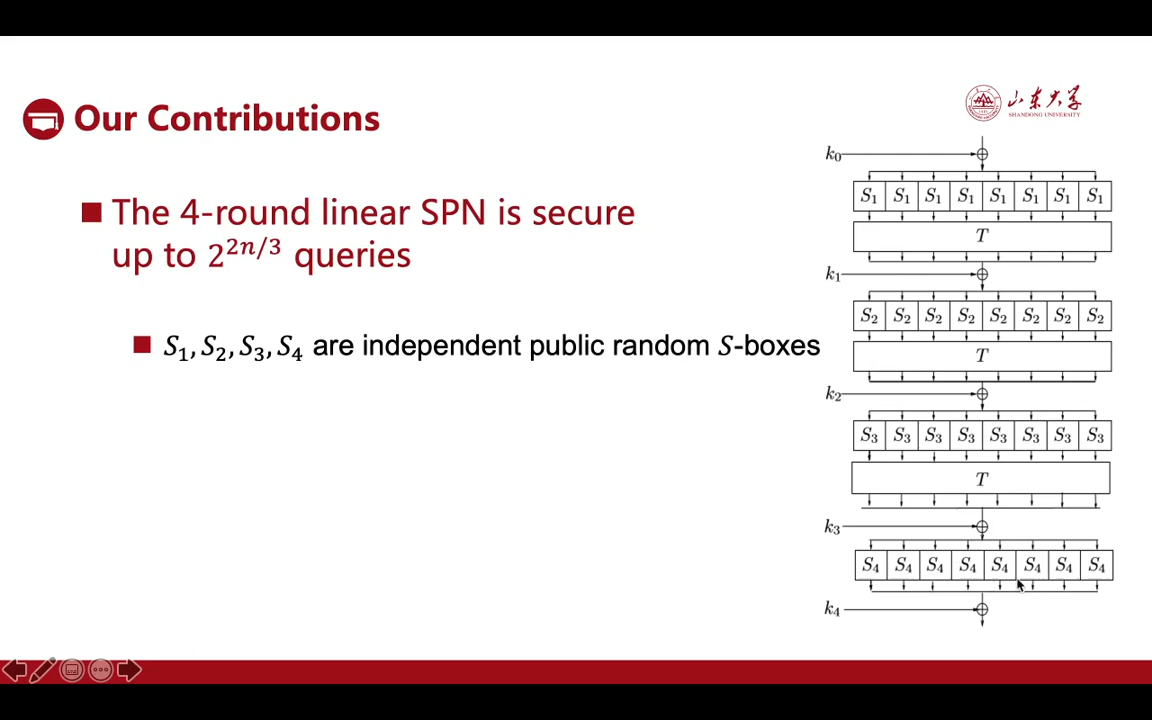 Our Contributions
山东大学
SHANDONG UNIVERSITY
The 4-round linear SPN is secure
up to 2^{2n/3} queries
S₁, S₂, S₃, S₄ are independent public random S-boxes
k₀
S₁ S₁ S₁ S₁ S₁ S₁ S₁ S₁
T
k₁
S₂ S₂ S₂ S₂ S₂ S₂ S₂ S₂
T
k₂
S₃ S₃ S₃ S₃ S₃ S₃ S₃ S₃
T
k₃
S₄ S₄ S₄ S₄ S₄ S₄ S₄ S₄
k₄